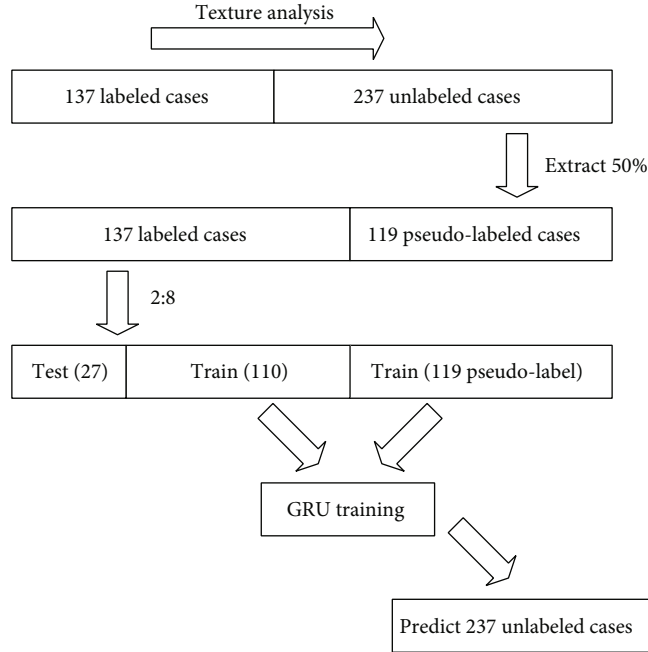 Texture analysis
137 labeled cases
237 unlabeled cases
Extract 50%
137 labeled cases
119 pseudo-labeled cases
2:8
Test (27)
Train (110)
Train (119 pseudo-label)
GRU training
Predict 237 unlabeled cases